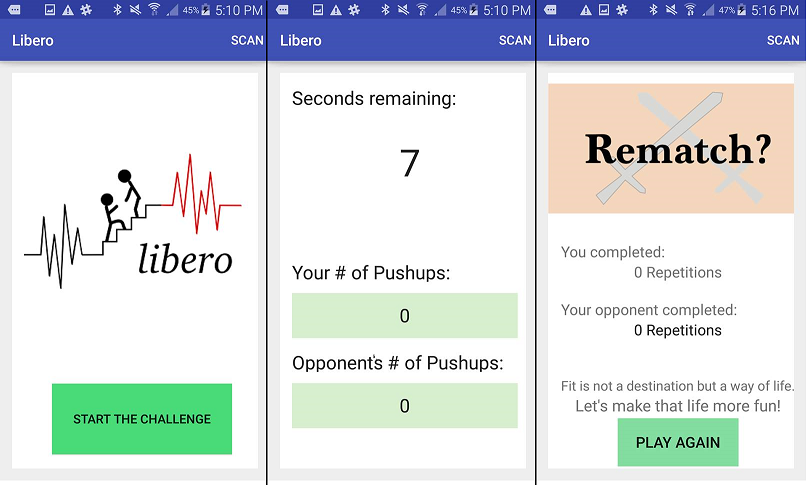 45% 5:10 PM
Libero SCAN
libero
START THE CHALLENGE
45% 5:10 PM
Libero SCAN
Seconds remaining:
7
Your # of Pushups:
0
Opponent's # of Pushups:
0
47% 5:16 PM
Libero SCAN
Rematch?
You completed:
0 Repetitions
Your opponent completed:
0 Repetitions
Fit is not a destination but a way of life.
Let's make that life more fun!
PLAY AGAIN